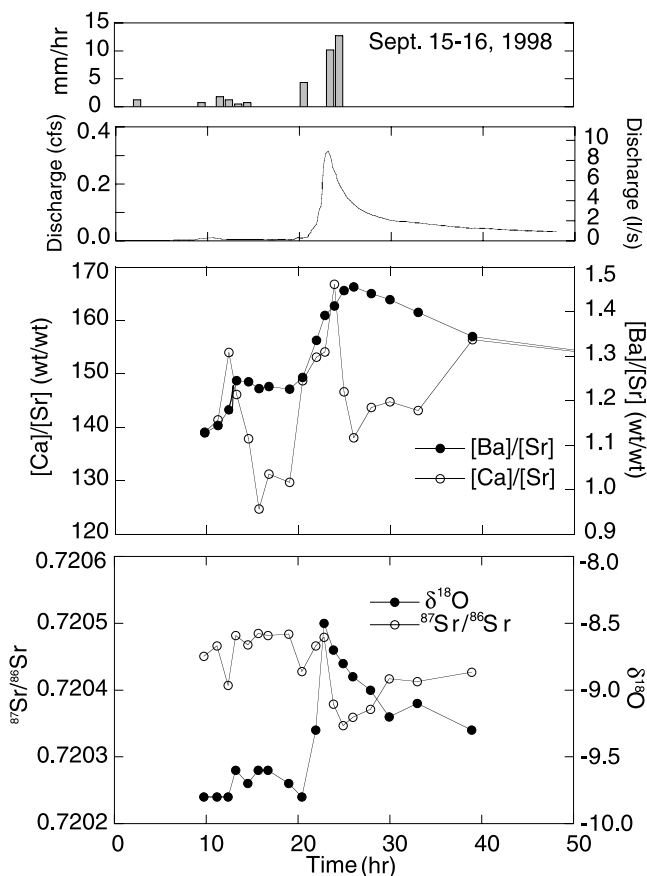 Sept. 15-16, 1998
mm/hr
15
10
5
0
Discharge (cfs)
0.4
0.2
0.0
Discharge (l/s)
10
8
6
4
2
0
[Ca]/[Sr] (wt/wt)
170
160
150
140
130
120
[Ba]/[Sr] (wt/wt)
1.5
1.4
1.3
1.2
1.1
1.0
0.9
[Ba]/[Sr]
[Ca]/[Sr]
⁸⁷Sr/⁸⁶Sr
0.7206
0.7205
0.7204
0.7203
0.7202
δ¹⁸O
-8.0
-8.5
-9.0
-9.5
-10.0
δ¹⁸O
⁸⁷Sr/⁸⁶Sr
0 10 20 30 40 50
Time (hr)